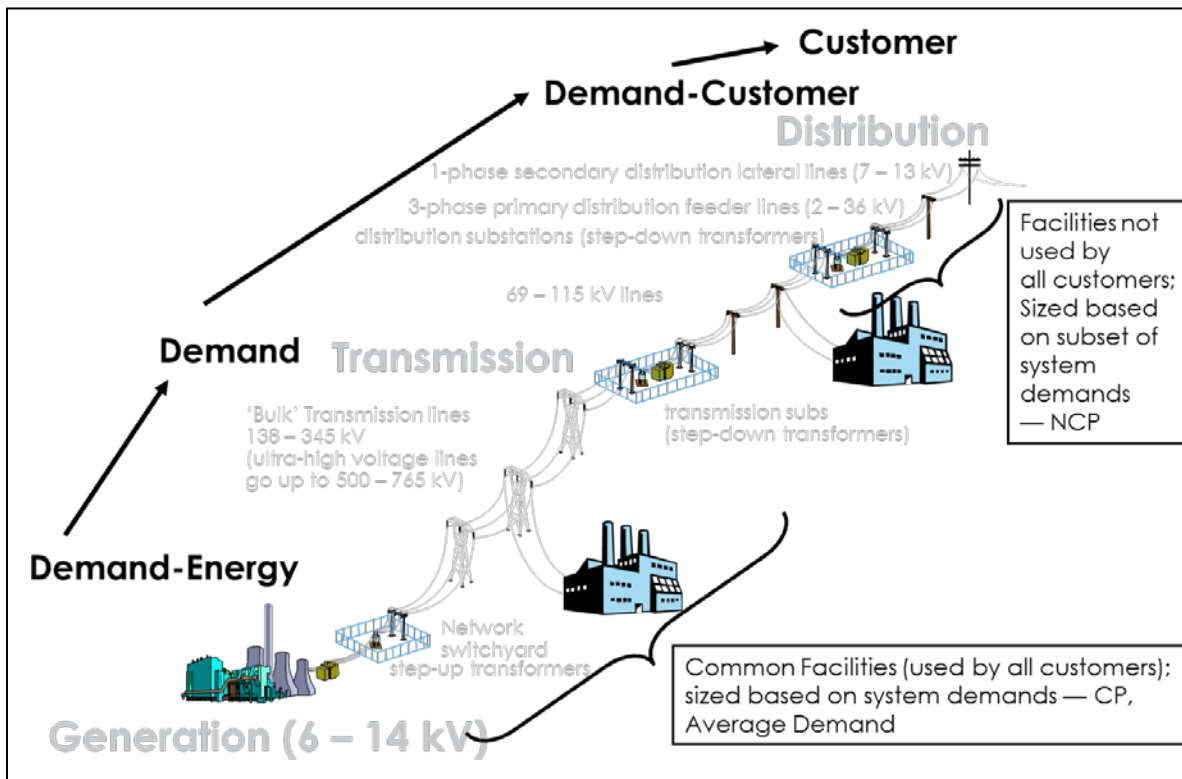 Customer
Demand-Customer
Distribution
1-phase secondary distribution lateral lines (7 – 13 kV)
3-phase primary distribution feeder lines (2 – 36 kV)
distribution substations (step-down transformers)
Facilities not
used by
all customers;
Sized based
on subset of
system
demands
— NCP
69 – 115 kV lines
Demand
Transmission
'Bulk' Transmission lines
138 – 345 kV
(ultra-high voltage lines
go up to 500 – 765 kV)
transmission subs
(step-down transformers)
Demand-Energy
Network
switchyard
step-up transformers
Common Facilities (used by all customers);
sized based on system demands — CP,
Average Demand
Generation (6 – 14 kV)